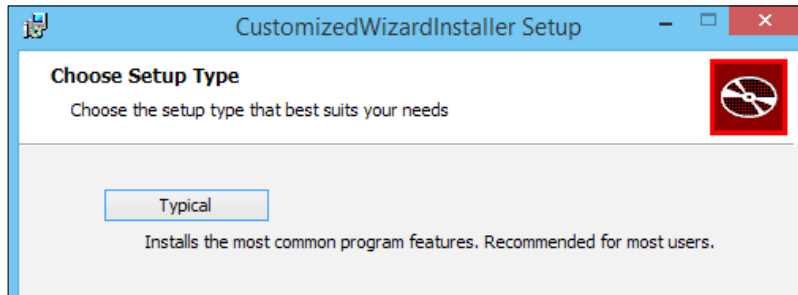 CustomizedWizardInstaller Setup
Choose Setup Type
Choose the setup type that best suits your needs
Typical
Installs the most common program features. Recommended for most users.